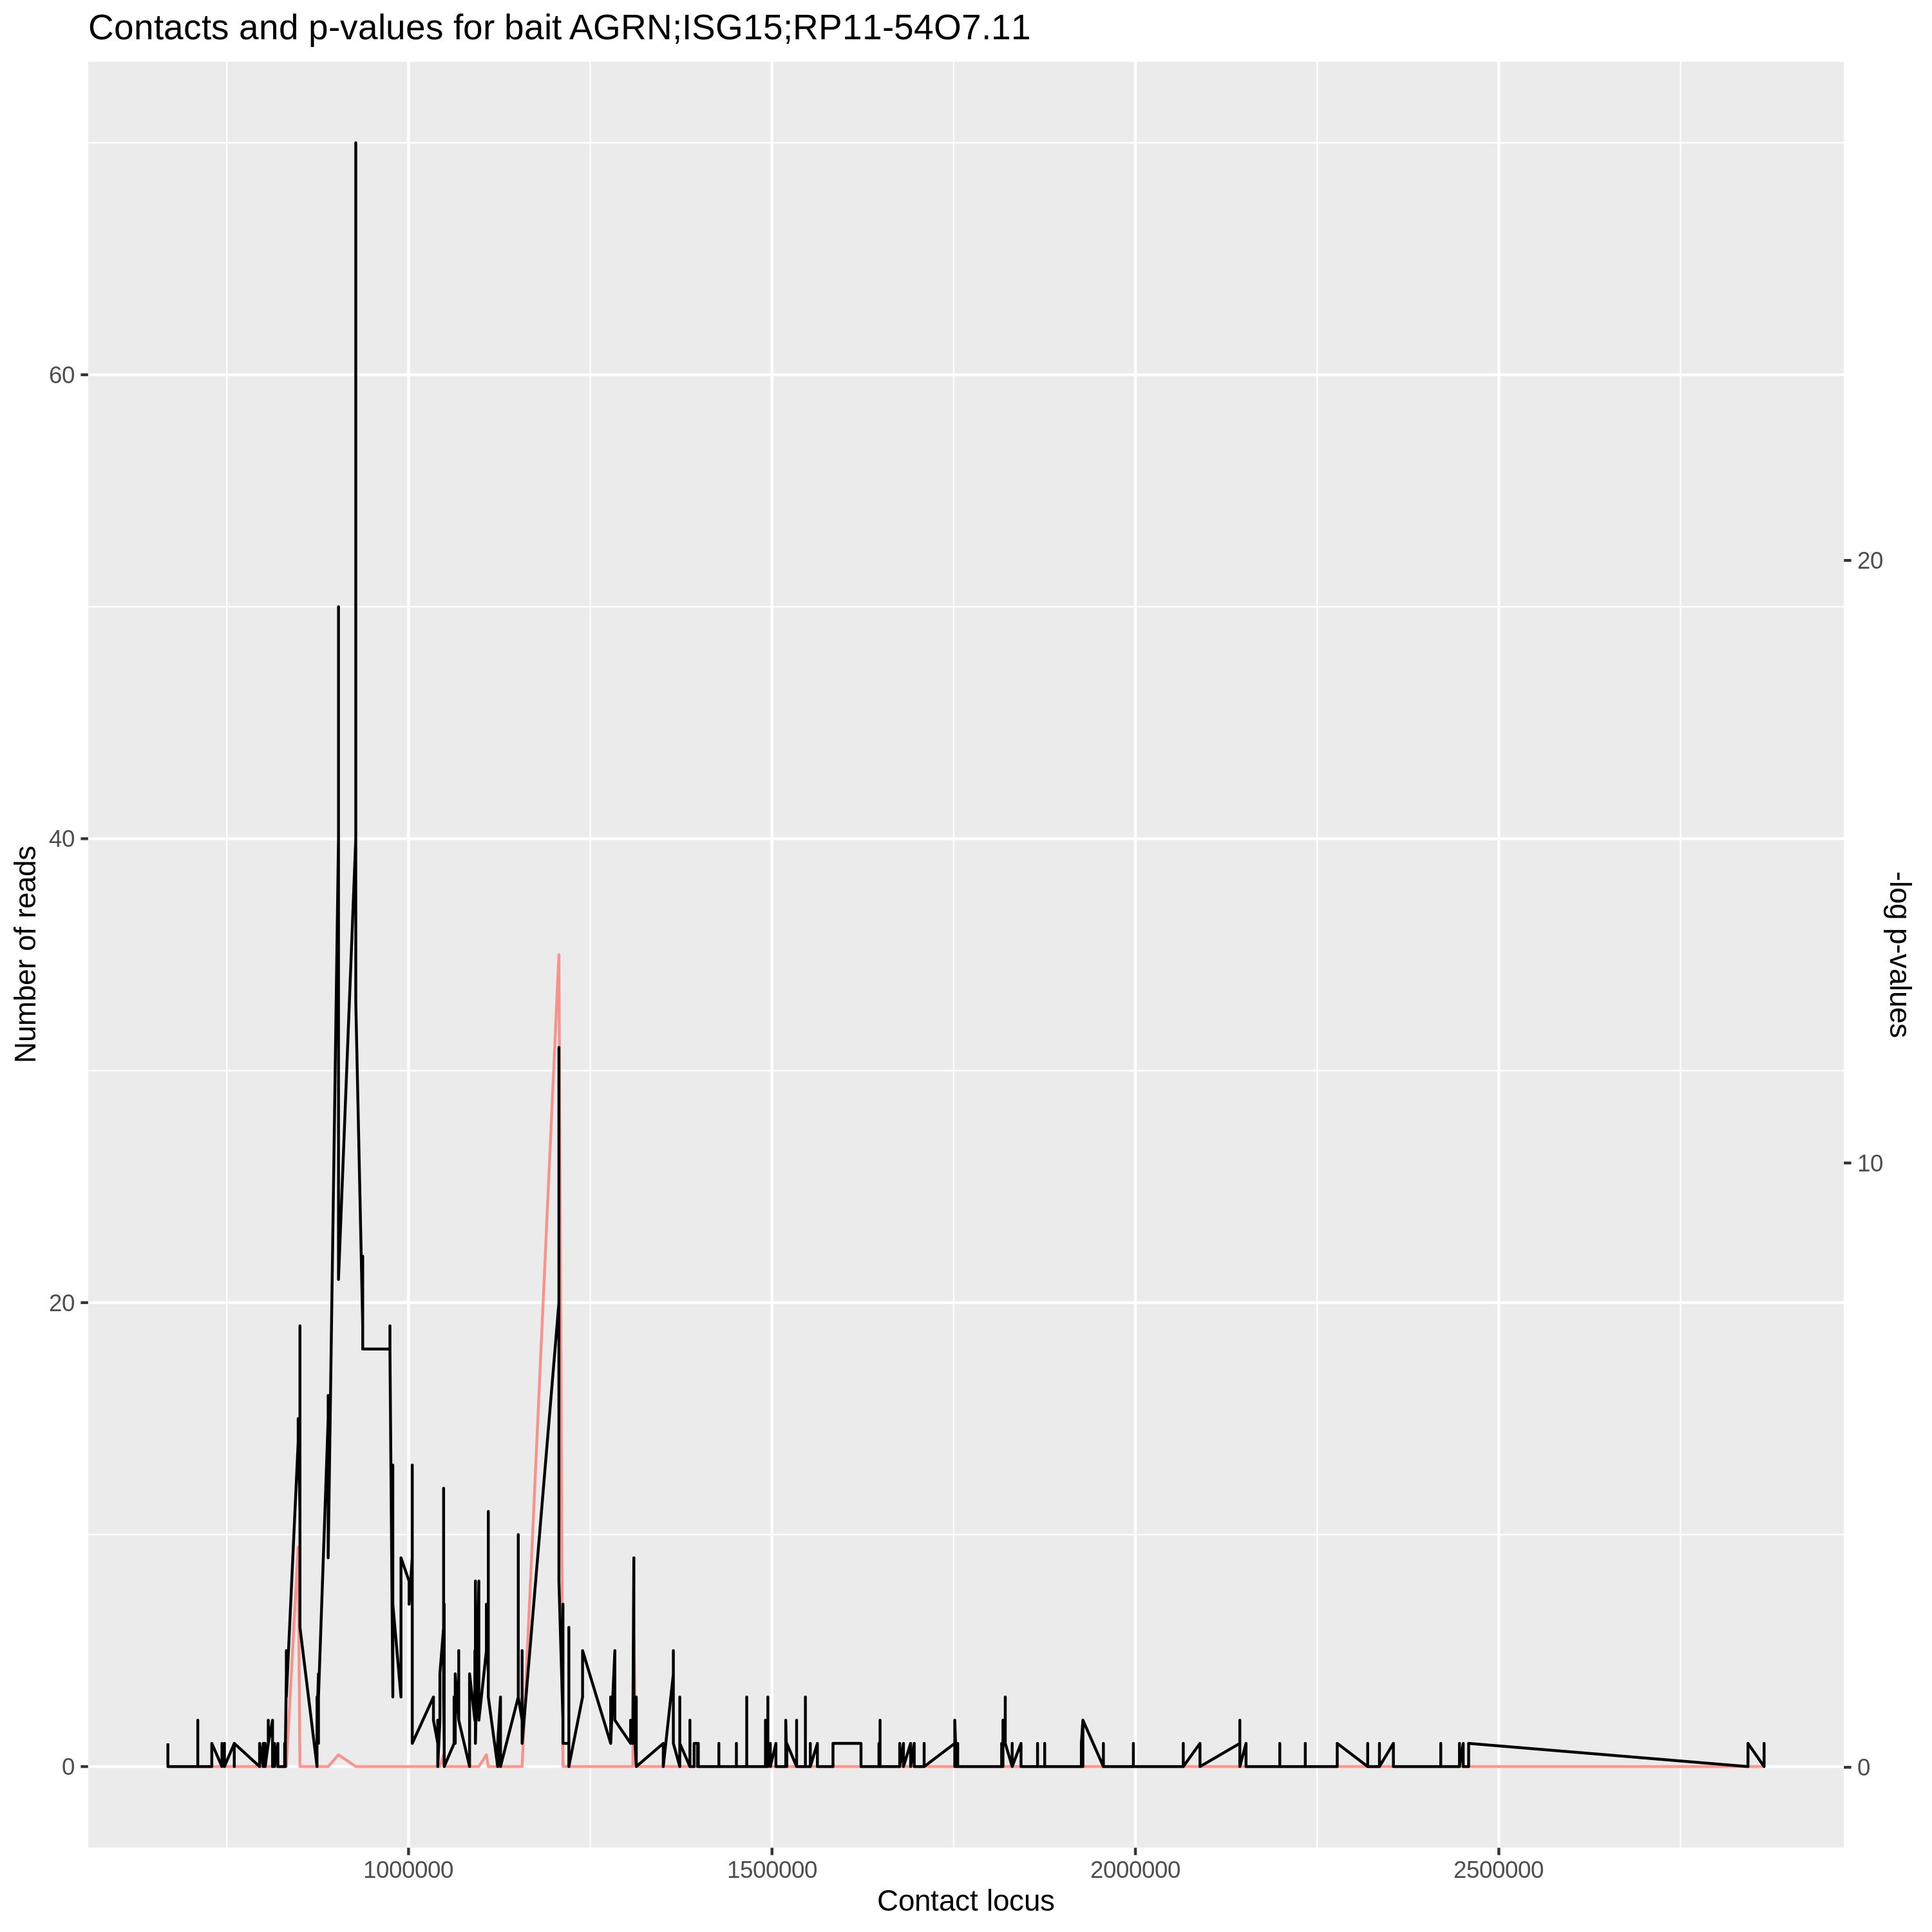 Contacts and p-values for bait AGRN;ISG15;RP11-54O7.11
60
40
20
0
Number of reads
20
10
0
-log p-values
1000000 1500000 2000000 2500000
Contact locus